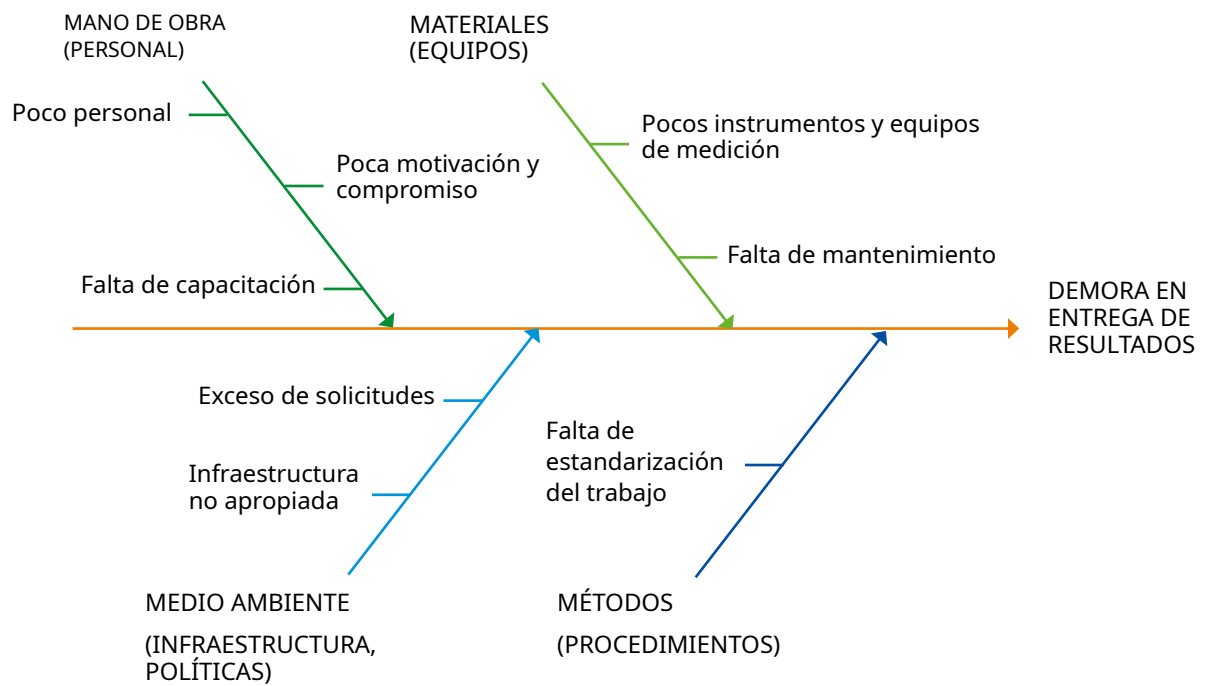 MANO DE OBRA
(PERSONAL)
MATERIALES
(EQUIPOS)
Poco personal
Poca motivación y
compromiso
Falta de capacitación
Pocos instrumentos y equipos
de medición
Falta de mantenimiento
DEMORA EN
ENTREGA DE
RESULTADOS
Exceso de solicitudes
Infraestructura
no apropiada
Falta de
estandarización
del trabajo
MEDIO AMBIENTE
(INFRAESTRUCTURA,
POLÍTICAS)
MÉTODOS
(PROCEDIMIENTOS)